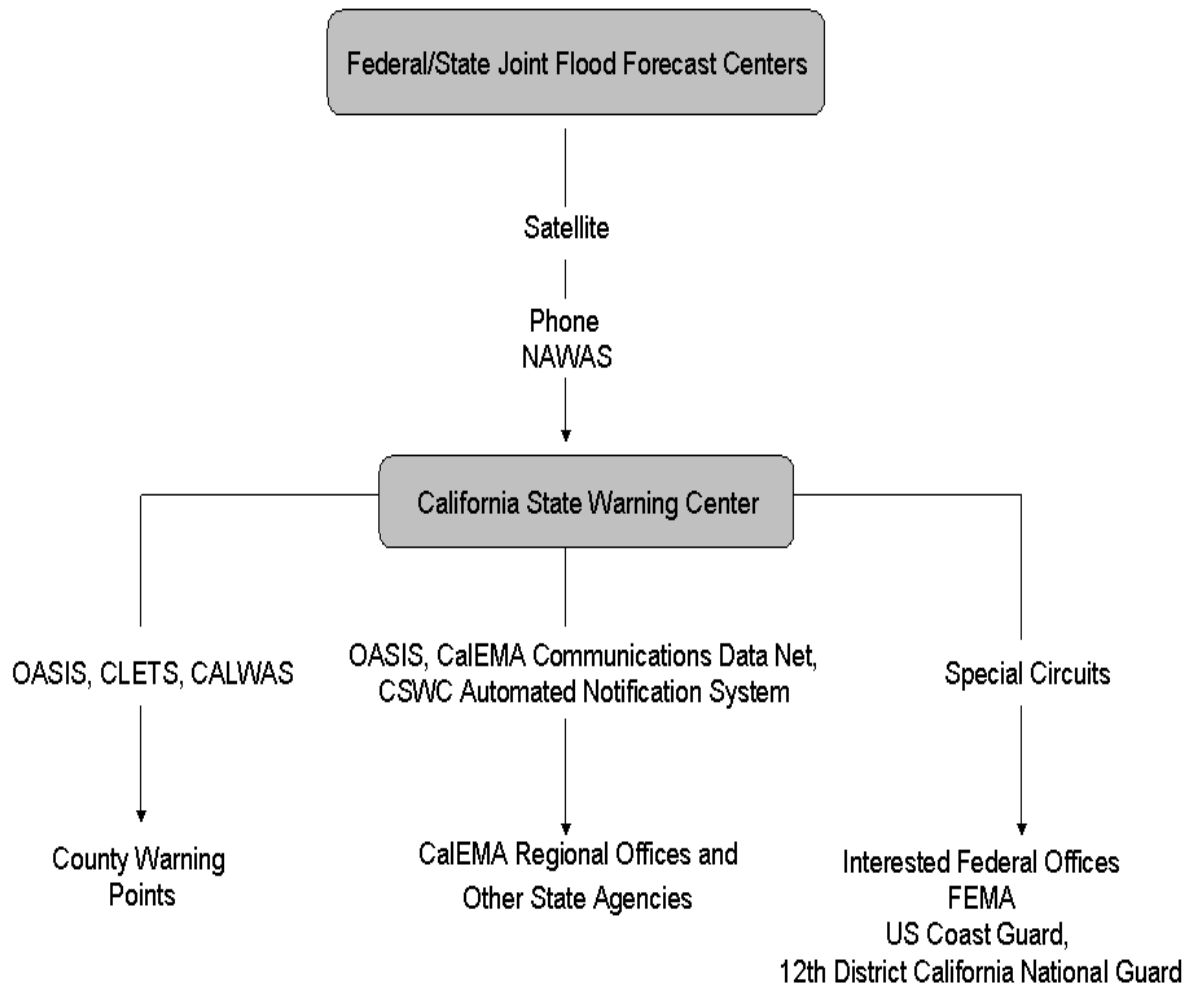 Federal/State Joint Flood Forecast Centers
Satellite
Phone
NAWAS
California State Warning Center
OASIS, CLETS, CALWAS
OASIS, CalEMA Communications Data Net,
CSWC Automated Notification System
Special Circuits
County Warning
Points
CalEMA Regional Offices and
Other State Agencies
Interested Federal Offices
FEMA
US Coast Guard,
12th District California National Guard